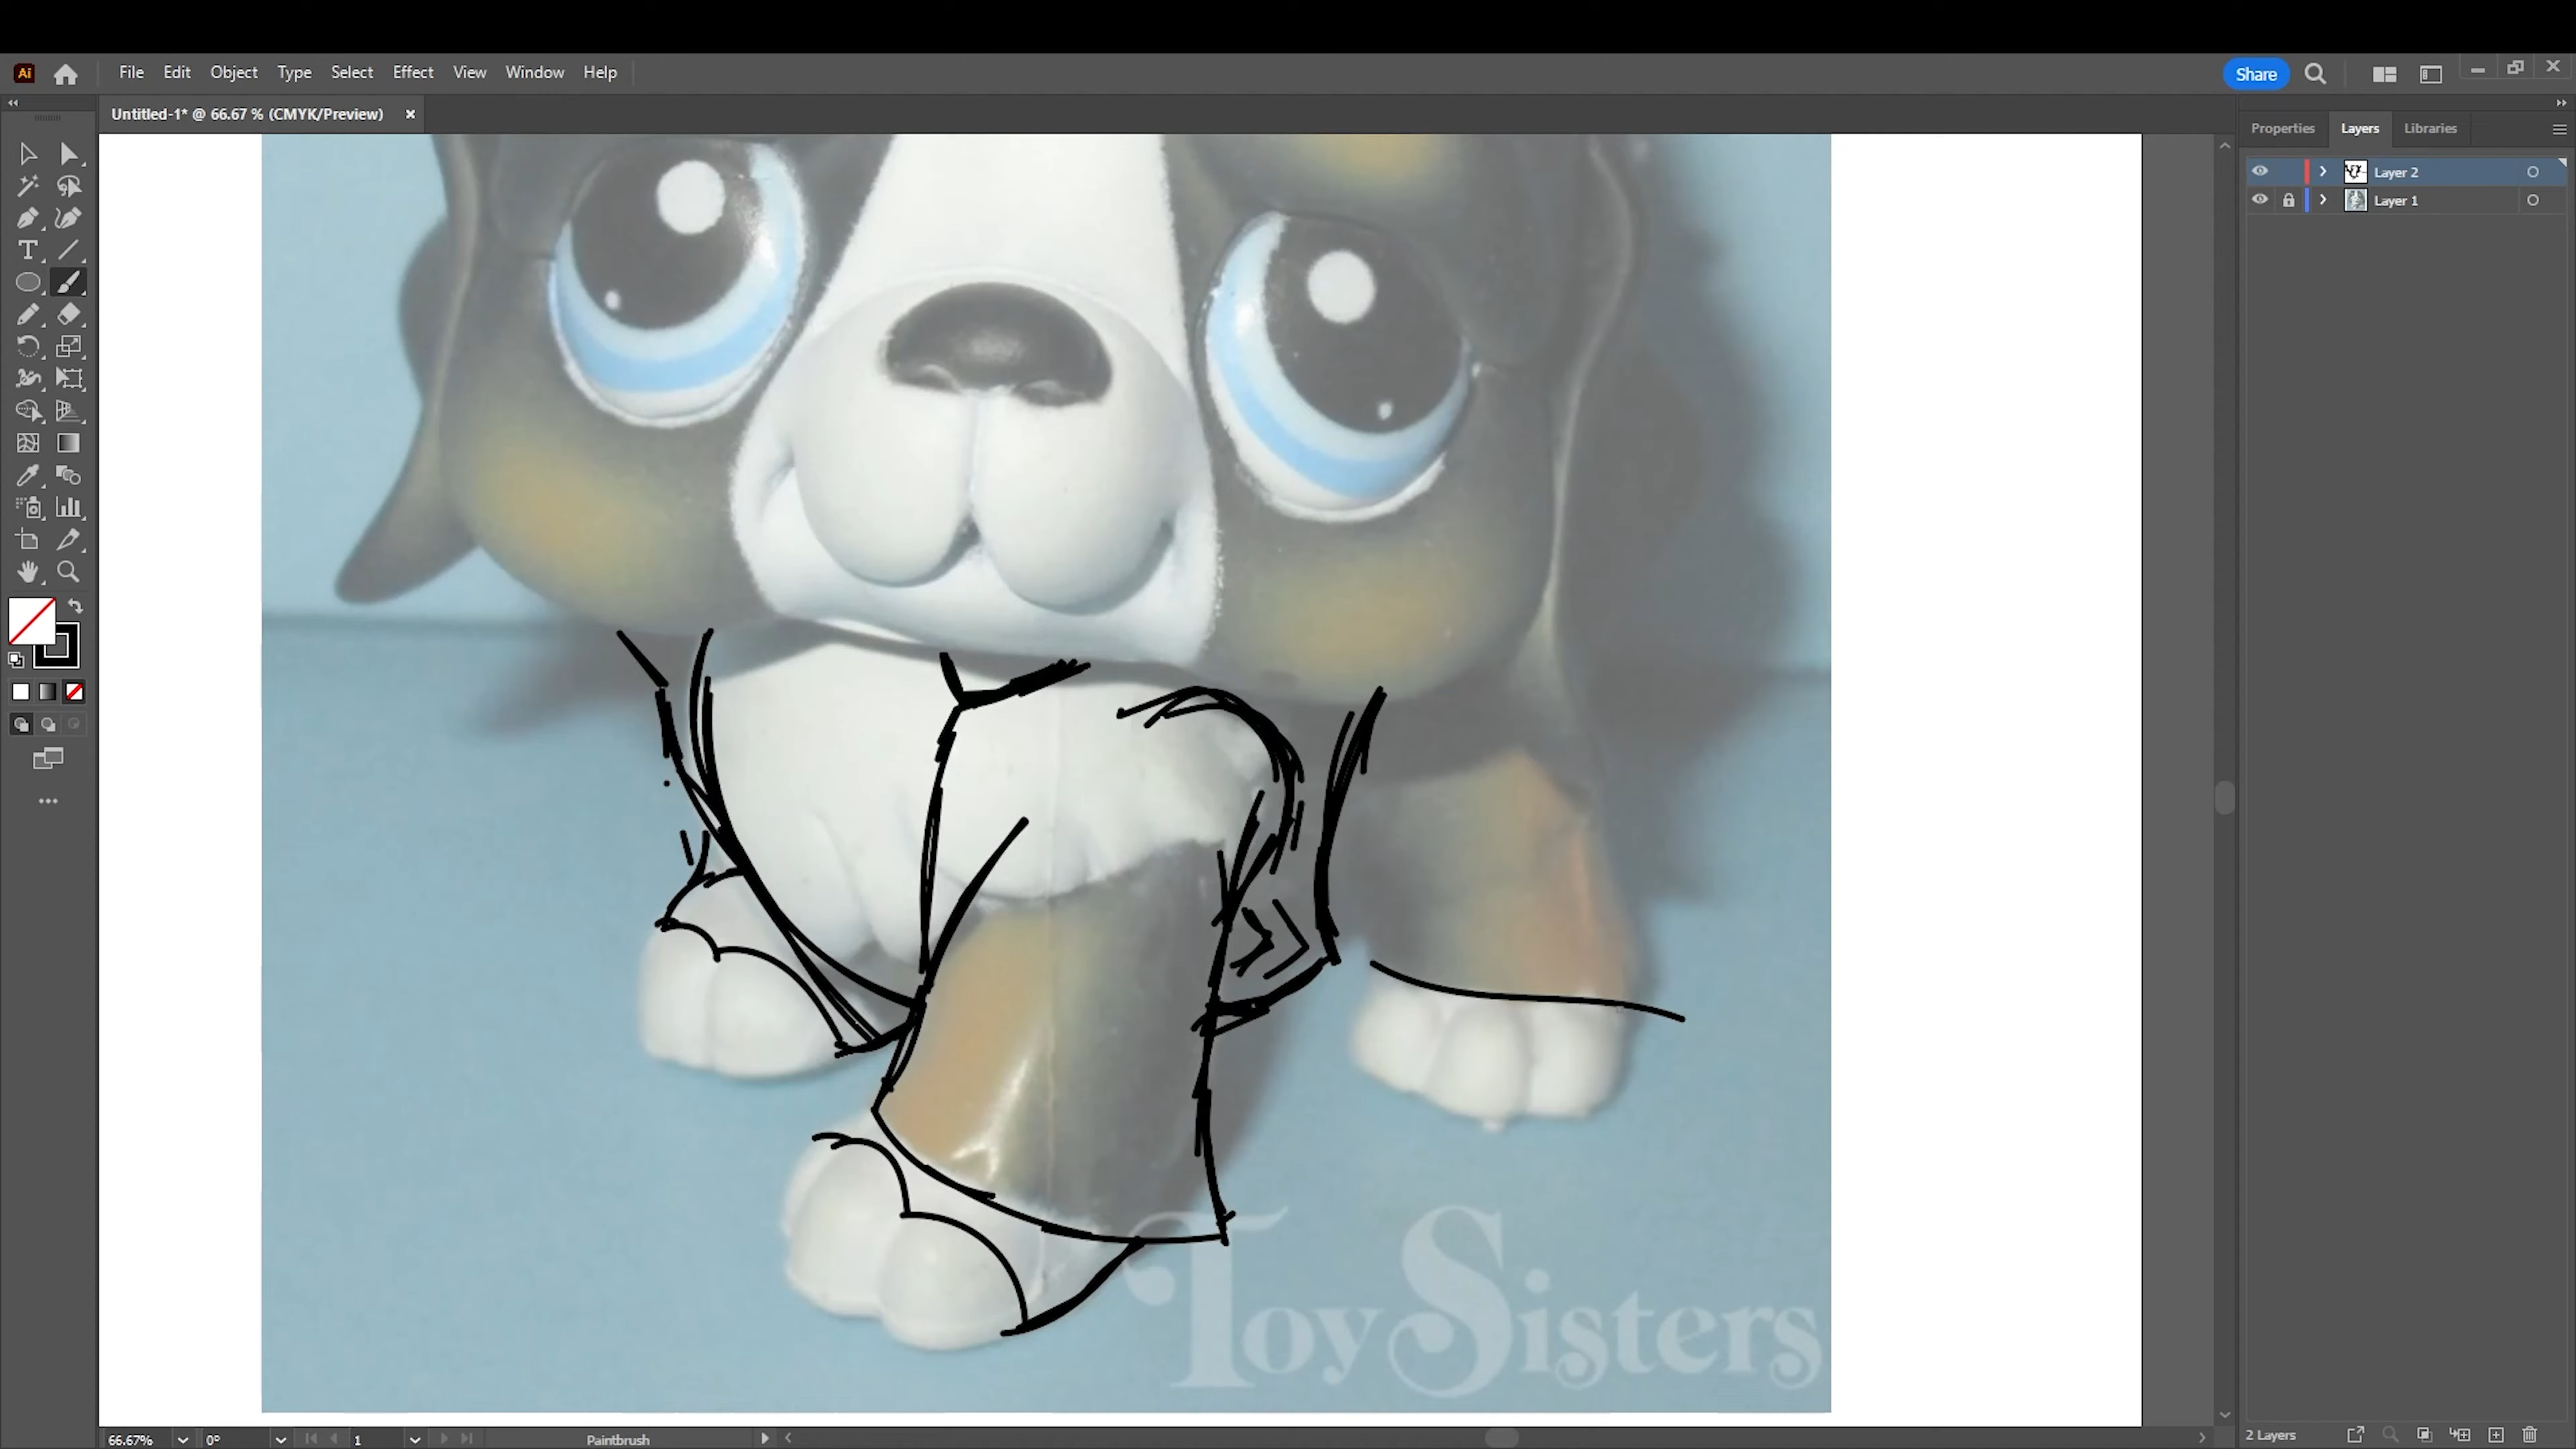 Ai File Edit Object Type Select Effect View Window Help Share
Untitled-1* @ 66.67 % (CMYK/Preview)
Properties Layers Libraries
Layer 2
Layer 1
ToySisters
66.67% 0° 1 Paintbrush
2 Layers